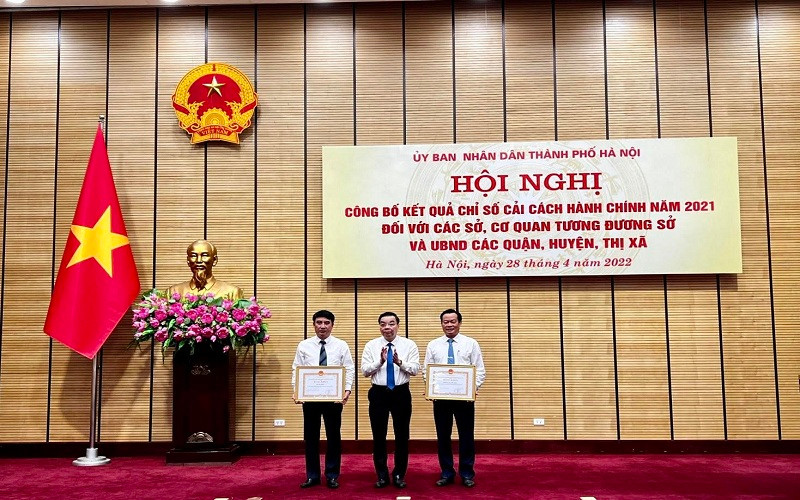 ỦY BAN NHÂN DÂN THÀNH PHỐ HÀ NỘI
HỘI NGHỊ
CÔNG BỐ KẾT QUẢ CHỈ SỐ CẢI CÁCH HÀNH CHÍNH NĂM 2021
ĐỐI VỚI CÁC SỞ, CƠ QUAN TƯƠNG ĐƯƠNG SỞ
VÀ UBND CÁC QUẬN, HUYỆN, THỊ XÃ
Hà Nội, ngày 28 tháng 4 năm 2022